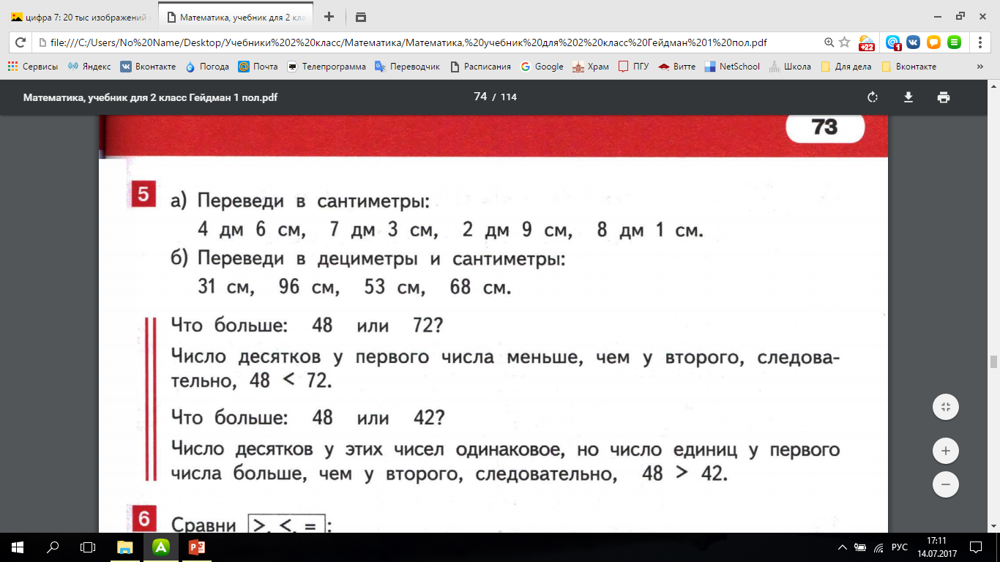 цифра 7: 20 тыс изображений
Математика, учебник для 2 кла
file:///C:/Users/No%20Name/Desktop/Учебники%202%20класс/Математика/Математика,%20учебник%20для%202%20класс%20Гейдман%201%20пол.pdf
+22
1
Сервисы Яндекс Вконтакте Погода Почта Телепрограмма Переводчик Расписания Google Храм ПГУ Витте NetSchool Школа Для дела Вконтакте »
Математика, учебник для 2 класс Гейдман 1 пол.pdf 74 / 114
73
5 а) Переведи в сантиметры:
4 дм 6 см, 7 дм 3 см, 2 дм 9 см, 8 дм 1 см.
б) Переведи в дециметры и сантиметры:
31 см, 96 см, 53 см, 68 см.
Что больше: 48 или 72?
Число десятков у первого числа меньше, чем у второго, следова-
тельно, 48 < 72.
Что больше: 48 или 42?
Число десятков у этих чисел одинаковое, но число единиц у первого
числа больше, чем у второго, следовательно, 48 > 42.
6 Сравни >, <, = :
РУС
17:11
14.07.2017